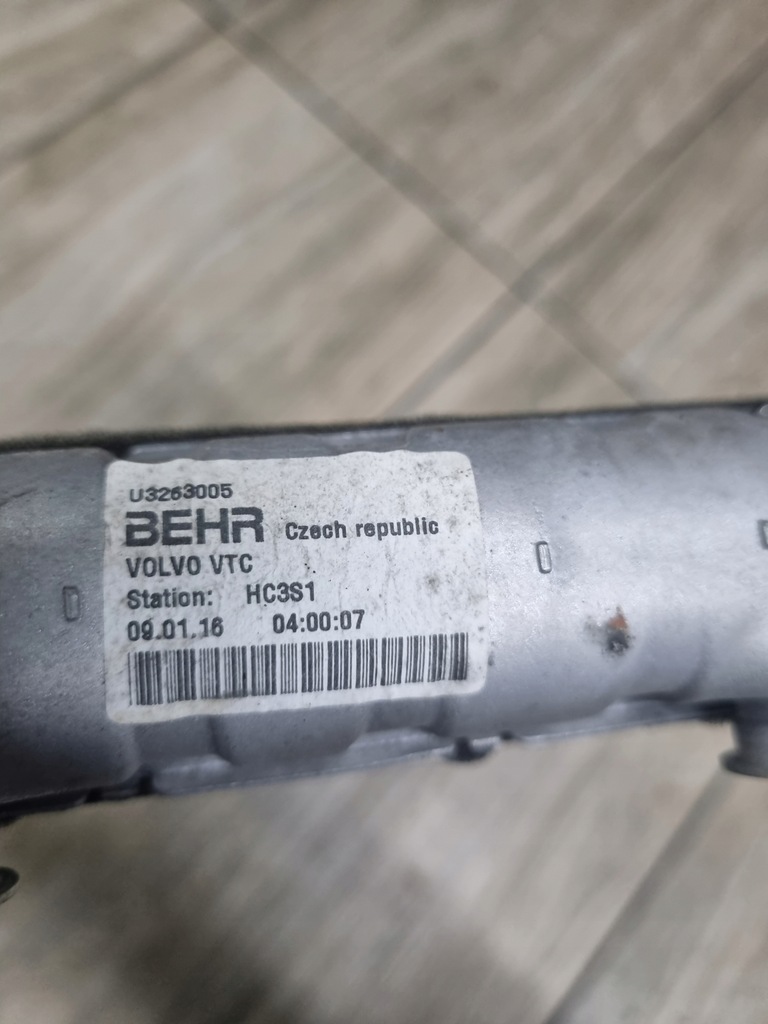 U3263005
BEHR Czech republic
VOLVO VTC
Station: HC3S1
09.01.16 04:00:07